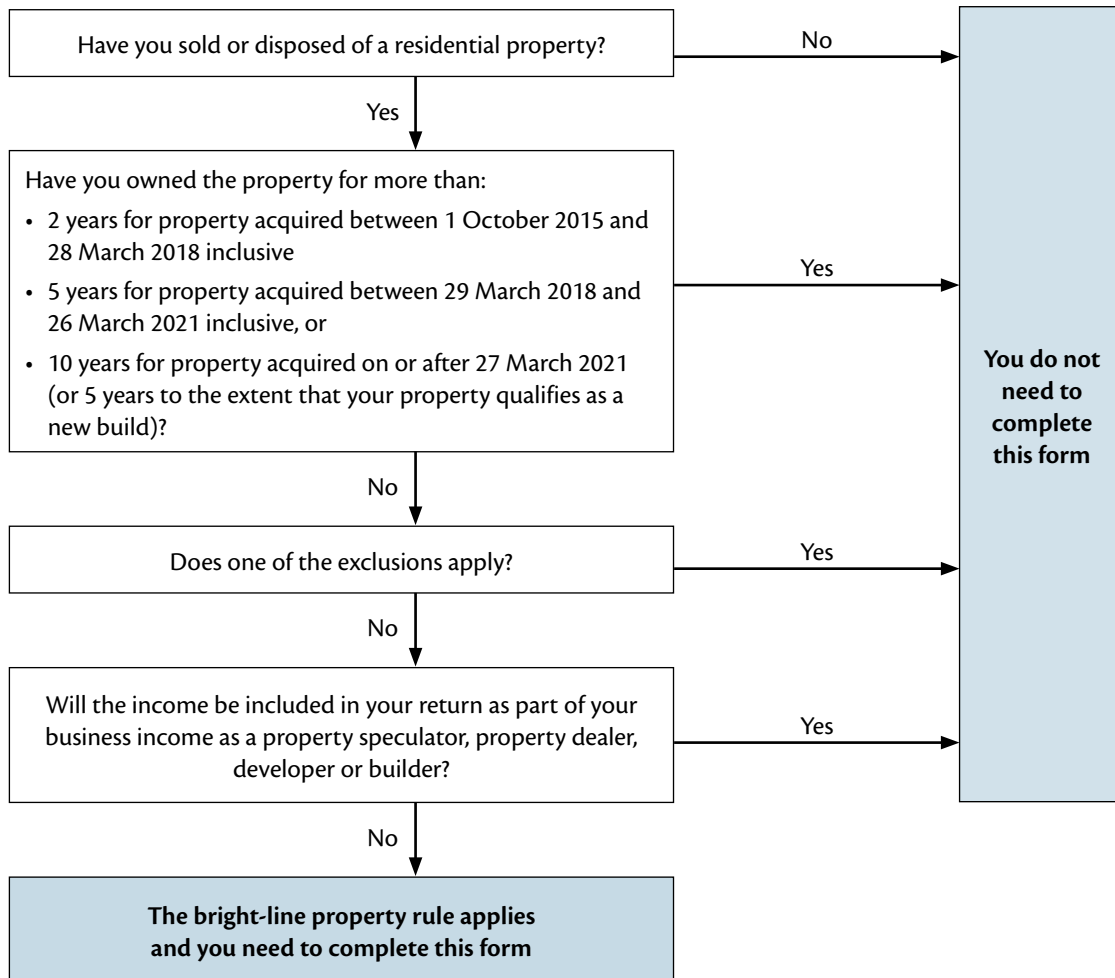 Have you sold or disposed of a residential property?
No
Yes
Have you owned the property for more than:
• 2 years for property acquired between 1 October 2015 and
28 March 2018 inclusive
• 5 years for property acquired between 29 March 2018 and
26 March 2021 inclusive, or
• 10 years for property acquired on or after 27 March 2021
(or 5 years to the extent that your property qualifies as a
new build)?
Yes
You do not
need to
complete
this form
No
Does one of the exclusions apply?
Yes
No
Will the income be included in your return as part of your
business income as a property speculator, property dealer,
developer or builder?
Yes
No
The bright-line property rule applies
and you need to complete this form